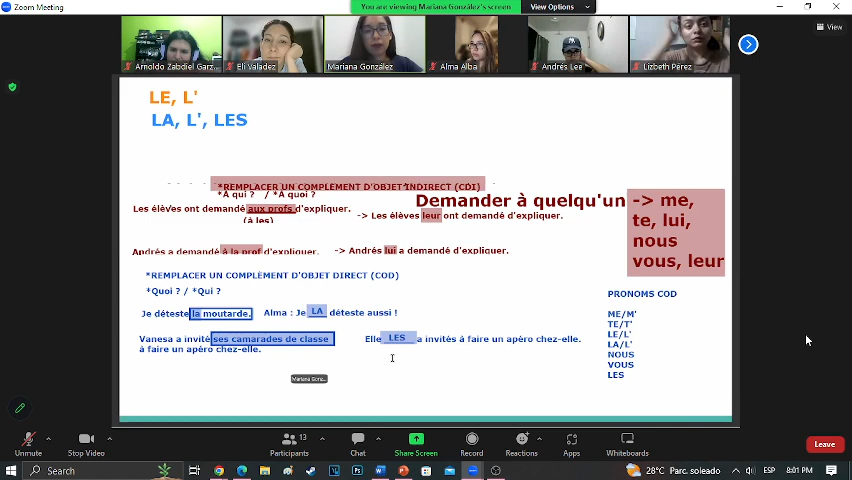 Zoom Meeting
You are viewing Mariana González's screen
View Options
View
Arnoldo Zabdiel Garz...
Eli Valadez
Mariana González
Alma Alba
Andrés Lee
Lizbeth Pérez
LE, L'
LA, L', LES
*REMPLACER UN COMPLÉMENT D'OBJET INDIRECT (CDI)
*À qui ? / *À quoi ?
Demander à quelqu'un -> me,
te, lui,
nous
vous, leur
Les élèves ont demandé aux profs d'expliquer.
(à les)
-> Les élèves leur ont demandé d'expliquer.
Andrés a demandé à la prof d'expliquer.
-> Andrés lui a demandé d'expliquer.
*REMPLACER UN COMPLÉMENT D'OBJET DIRECT (COD)
*Quoi ? / *Qui ?
Je déteste la moutarde.
Alma : Je LA déteste aussi !
Vanesa a invité ses camarades de classe
à faire un apéro chez-elle.
Elle LES a invités à faire un apéro chez-elle.
PRONOMS COD
ME/M'
TE/T'
LE/L'
LA/L'
NOUS
VOUS
LES
Mariana Gonz...
Unmute
Stop Video
13
Participants
Chat
Share Screen
Record
Reactions
Apps
Whiteboards
Leave
Search
28°C Parc. soleado
ESP
8:01 PM